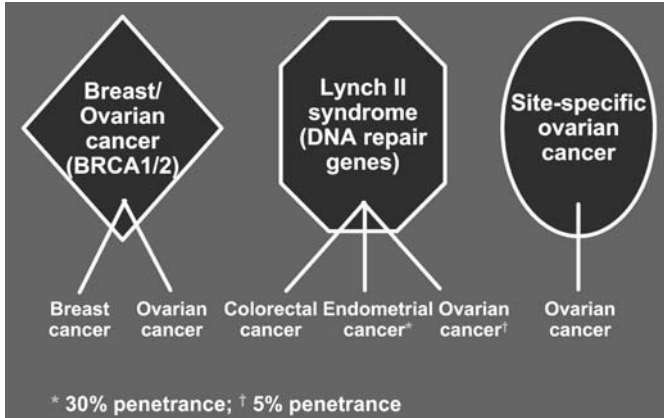 Breast/
Ovarian
cancer
(BRCA1/2)
Lynch II
syndrome
(DNA repair
genes)
Site-specific
ovarian
cancer
Breast
cancer
Ovarian
cancer
Colorectal
cancer
Endometrial
cancer*
Ovarian
cancer†
Ovarian
cancer
* 30% penetrance; † 5% penetrance